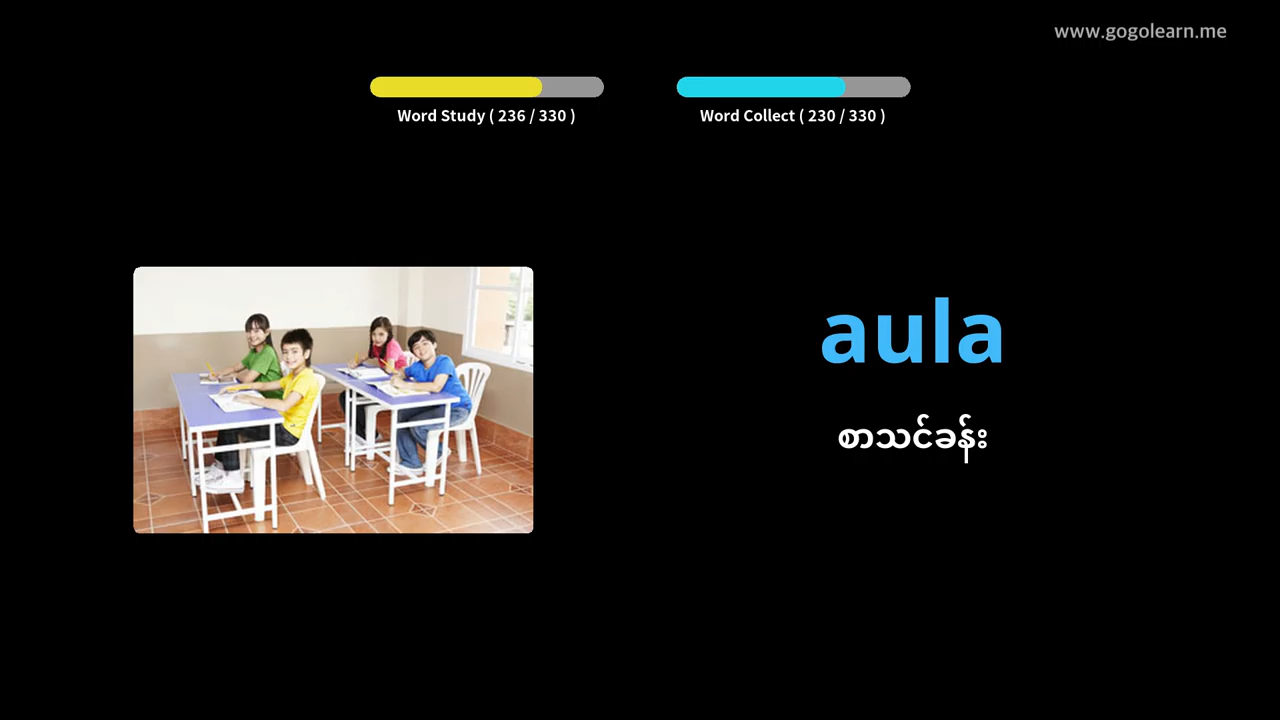 www.gogolearn.me
Word Study ( 236 / 330 )
Word Collect ( 230 / 330 )
aula
စာသင်ခန်း